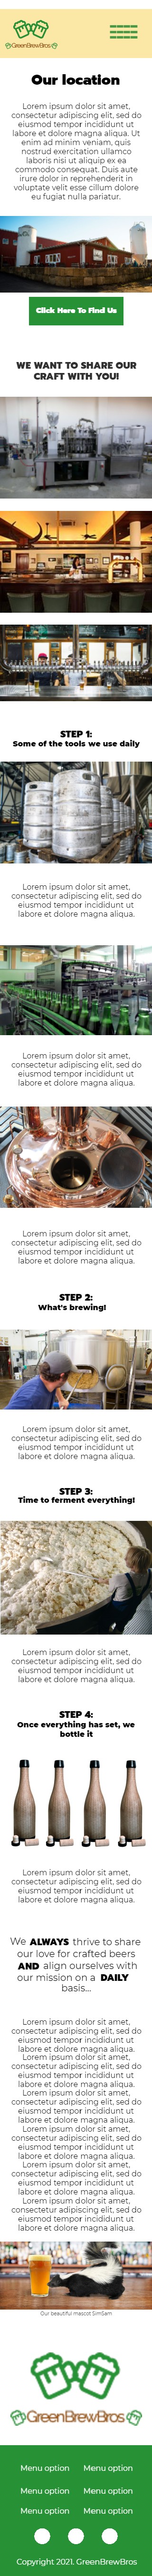 GreenBrewBros
Our location
Lorem ipsum dolor sit amet,
consectetur adipiscing elit, sed do
eiusmod tempor incididunt ut
labore et dolore magna aliqua. Ut
enim ad minim veniam, quis
nostrud exercitation ullamco
laboris nisi ut aliquip ex ea
commodo consequat. Duis aute
irure dolor in reprehenderit in
voluptate velit esse cillum dolore
eu fugiat nulla pariatur.
Click Here To Find Us
WE WANT TO SHARE OUR
CRAFT WITH YOU!
STEP 1:
Some of the tools we use daily
Lorem ipsum dolor sit amet,
consectetur adipiscing elit, sed do
eiusmod tempor incididunt ut
labore et dolore magna aliqua.
Lorem ipsum dolor sit amet,
consectetur adipiscing elit, sed do
eiusmod tempor incididunt ut
labore et dolore magna aliqua.
Lorem ipsum dolor sit amet,
consectetur adipiscing elit, sed do
eiusmod tempor incididunt ut
labore et dolore magna aliqua.
STEP 2:
What's brewing!
Lorem ipsum dolor sit amet,
consectetur adipiscing elit, sed do
eiusmod tempor incididunt ut
labore et dolore magna aliqua.
STEP 3:
Time to ferment everything!
Lorem ipsum dolor sit amet,
consectetur adipiscing elit, sed do
eiusmod tempor incididunt ut
labore et dolore magna aliqua.
STEP 4:
Once everything has set, we
bottle it
Lorem ipsum dolor sit amet,
consectetur adipiscing elit, sed do
eiusmod tempor incididunt ut
labore et dolore magna aliqua.
We ALWAYS thrive to share
our love for crafted beers
AND align ourselves with
our mission on a DAILY
basis...
Lorem ipsum dolor sit amet,
consectetur adipiscing elit, sed do
eiusmod tempor incididunt ut
labore et dolore magna aliqua.
Lorem ipsum dolor sit amet,
consectetur adipiscing elit, sed do
eiusmod tempor incididunt ut
labore et dolore magna aliqua.
Lorem ipsum dolor sit amet,
consectetur adipiscing elit, sed do
eiusmod tempor incididunt ut
labore et dolore magna aliqua.
Lorem ipsum dolor sit amet,
consectetur adipiscing elit, sed do
eiusmod tempor incididunt ut
labore et dolore magna aliqua.
Lorem ipsum dolor sit amet,
consectetur adipiscing elit, sed do
eiusmod tempor incididunt ut
labore et dolore magna aliqua.
Lorem ipsum dolor sit amet,
consectetur adipiscing elit, sed do
eiusmod tempor incididunt ut
labore et dolore magna aliqua.
Our beautiful mascot SimSam
GreenBrewBros
Menu option Menu option
Menu option Menu option
Menu option Menu option
Copyright 2021. GreenBrewBros